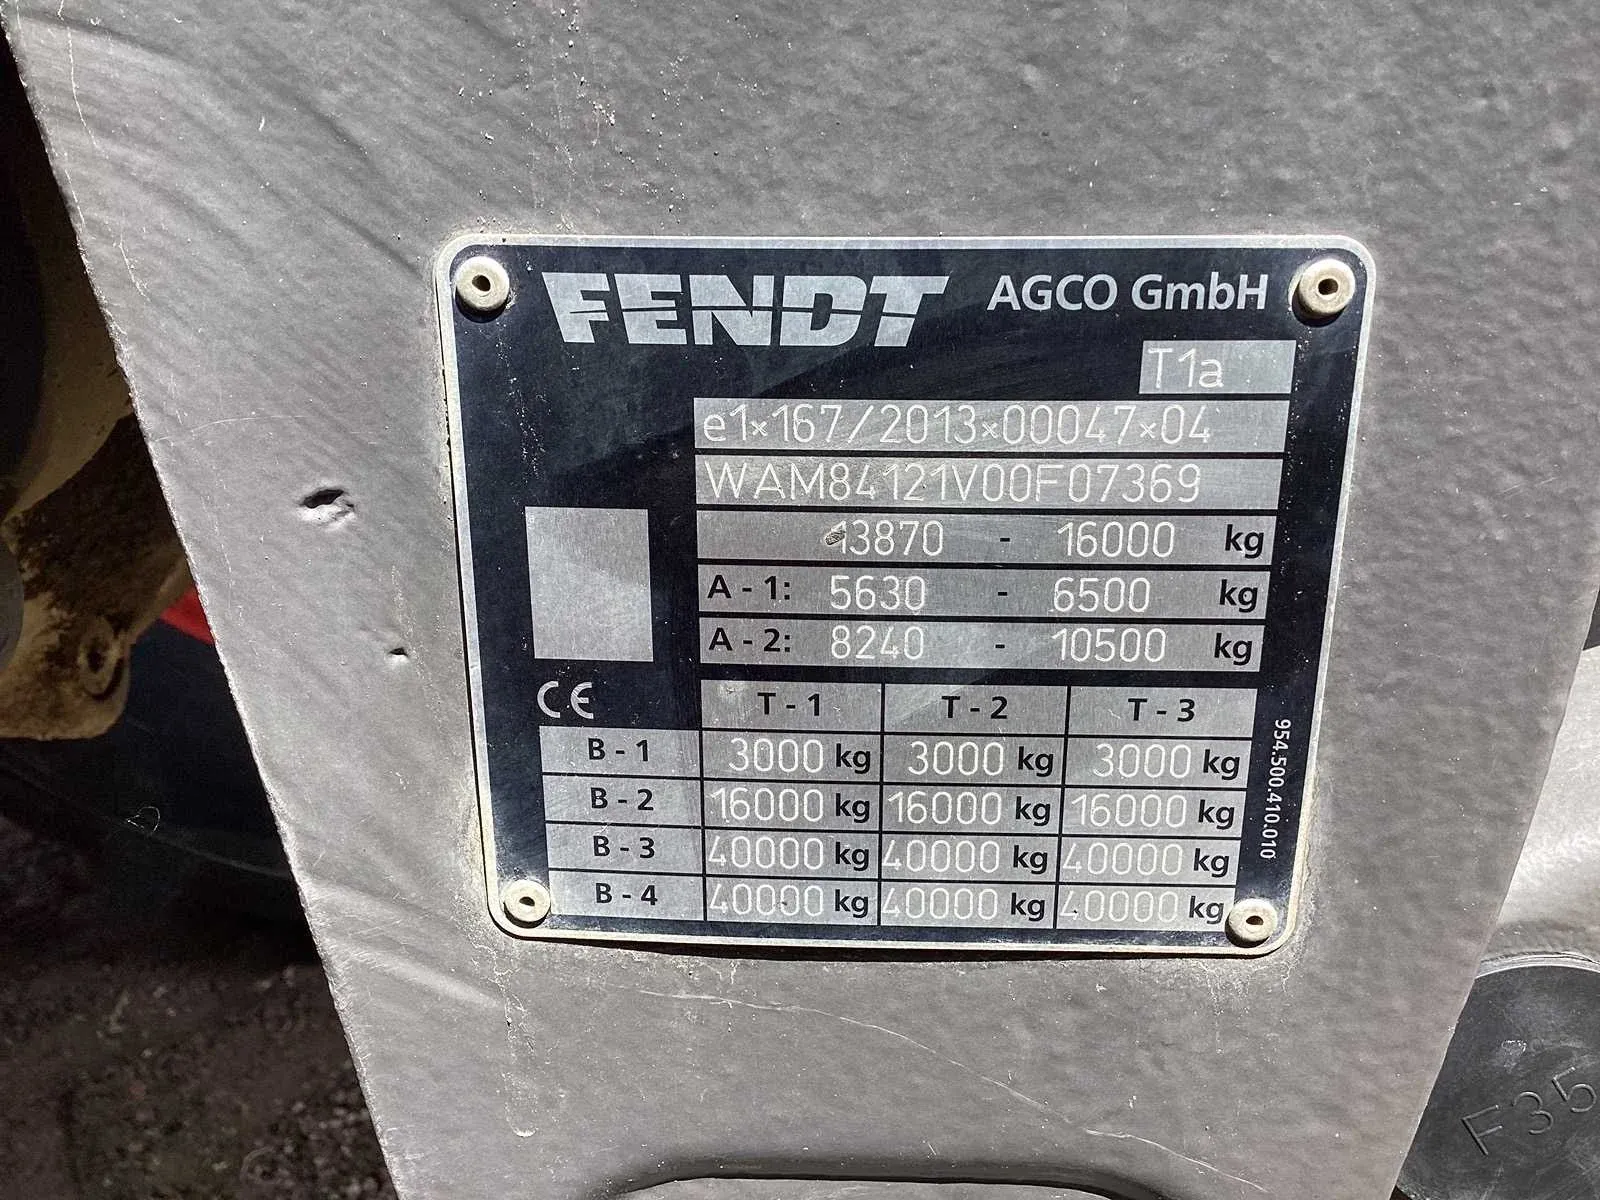 FENDT AGCO GmbH
T1a
e1×167/2013×00047×04
WAM84121V00F07369
13870 - 16000 kg
A - 1: 5630 - 6500 kg
A - 2: 8240 - 10500 kg
CE T - 1 T - 2 T - 3
B - 1 3000 kg 3000 kg 3000 kg
B - 2 16000 kg 16000 kg 16000 kg
B - 3 40000 kg 40000 kg 40000 kg
B - 4 40000 kg 40000 kg 40000 kg
954.500.410.010
F35